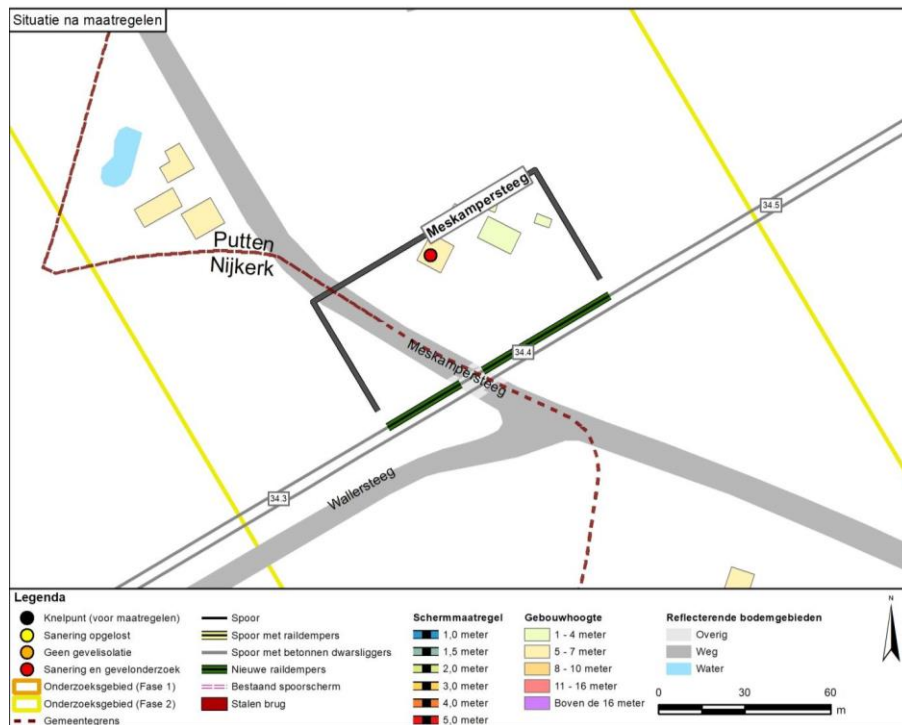 Situatie na maatregelen
Meskampersteeg
Putten
Nijkerk
34.5
34.4
Meskampersteeg
Wallersteeg
34.3
Legenda
Knelpunt (voor maatregelen)
Sanering opgelost
Geen gevelisolatie
Sanering en gevelonderzoek
Onderzoeksgebied (Fase 1)
Onderzoeksgebied (Fase 2)
Gemeentegrens
Spoor
Spoor met raildempers
Spoor met betonnen dwarsliggers
Nieuwe raildempers
Bestaand spoorscherm
Stalen brug
Schermmaatregel
1,0 meter
1,5 meter
2,0 meter
3,0 meter
4,0 meter
5,0 meter
Gebouwhoogte
1 - 4 meter
5 - 7 meter
8 - 10 meter
11 - 16 meter
Boven de 16 meter
Reflecterende bodemgebieden
Overig
Weg
Water
N
0 30 60
m